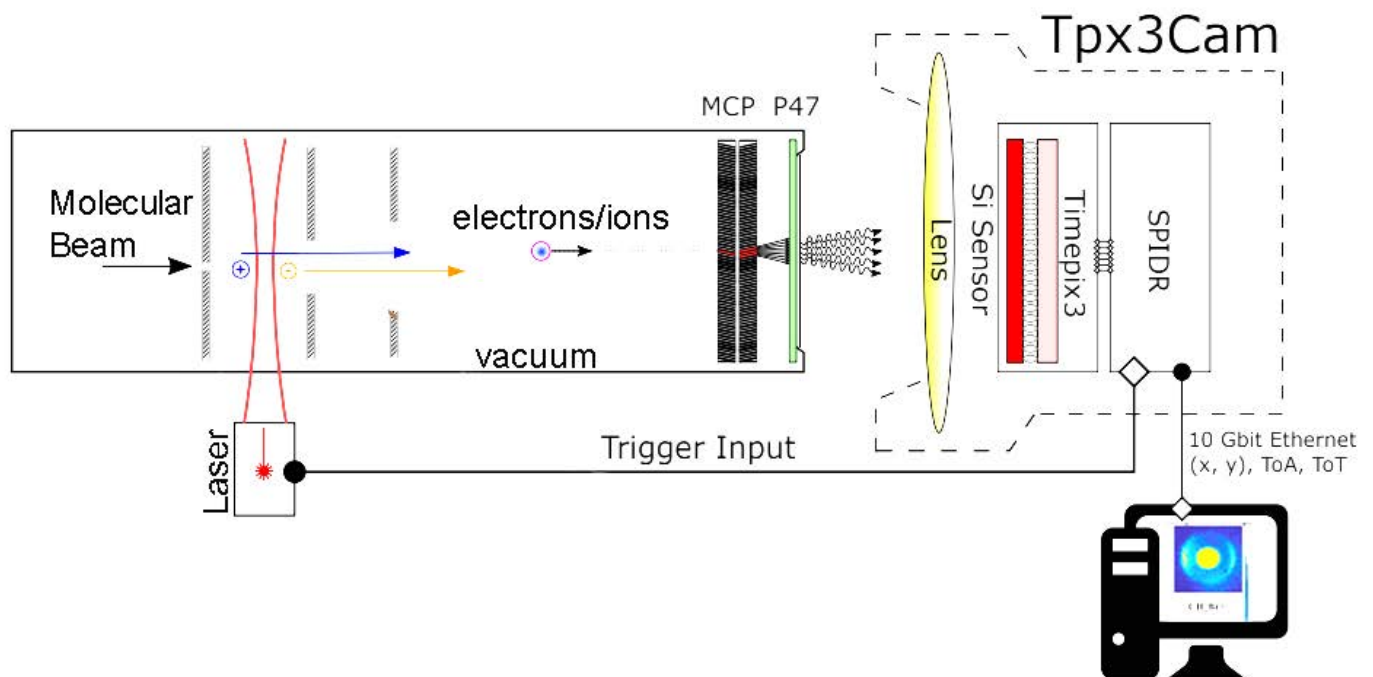 Tpx3Cam
MCP P47
Molecular
Beam
electrons/ions
vacuum
Lens
Si Sensor
Timepix3
SPIDR
Laser
Trigger Input
10 Gbit Ethernet
(x, y), ToA, ToT
+
-